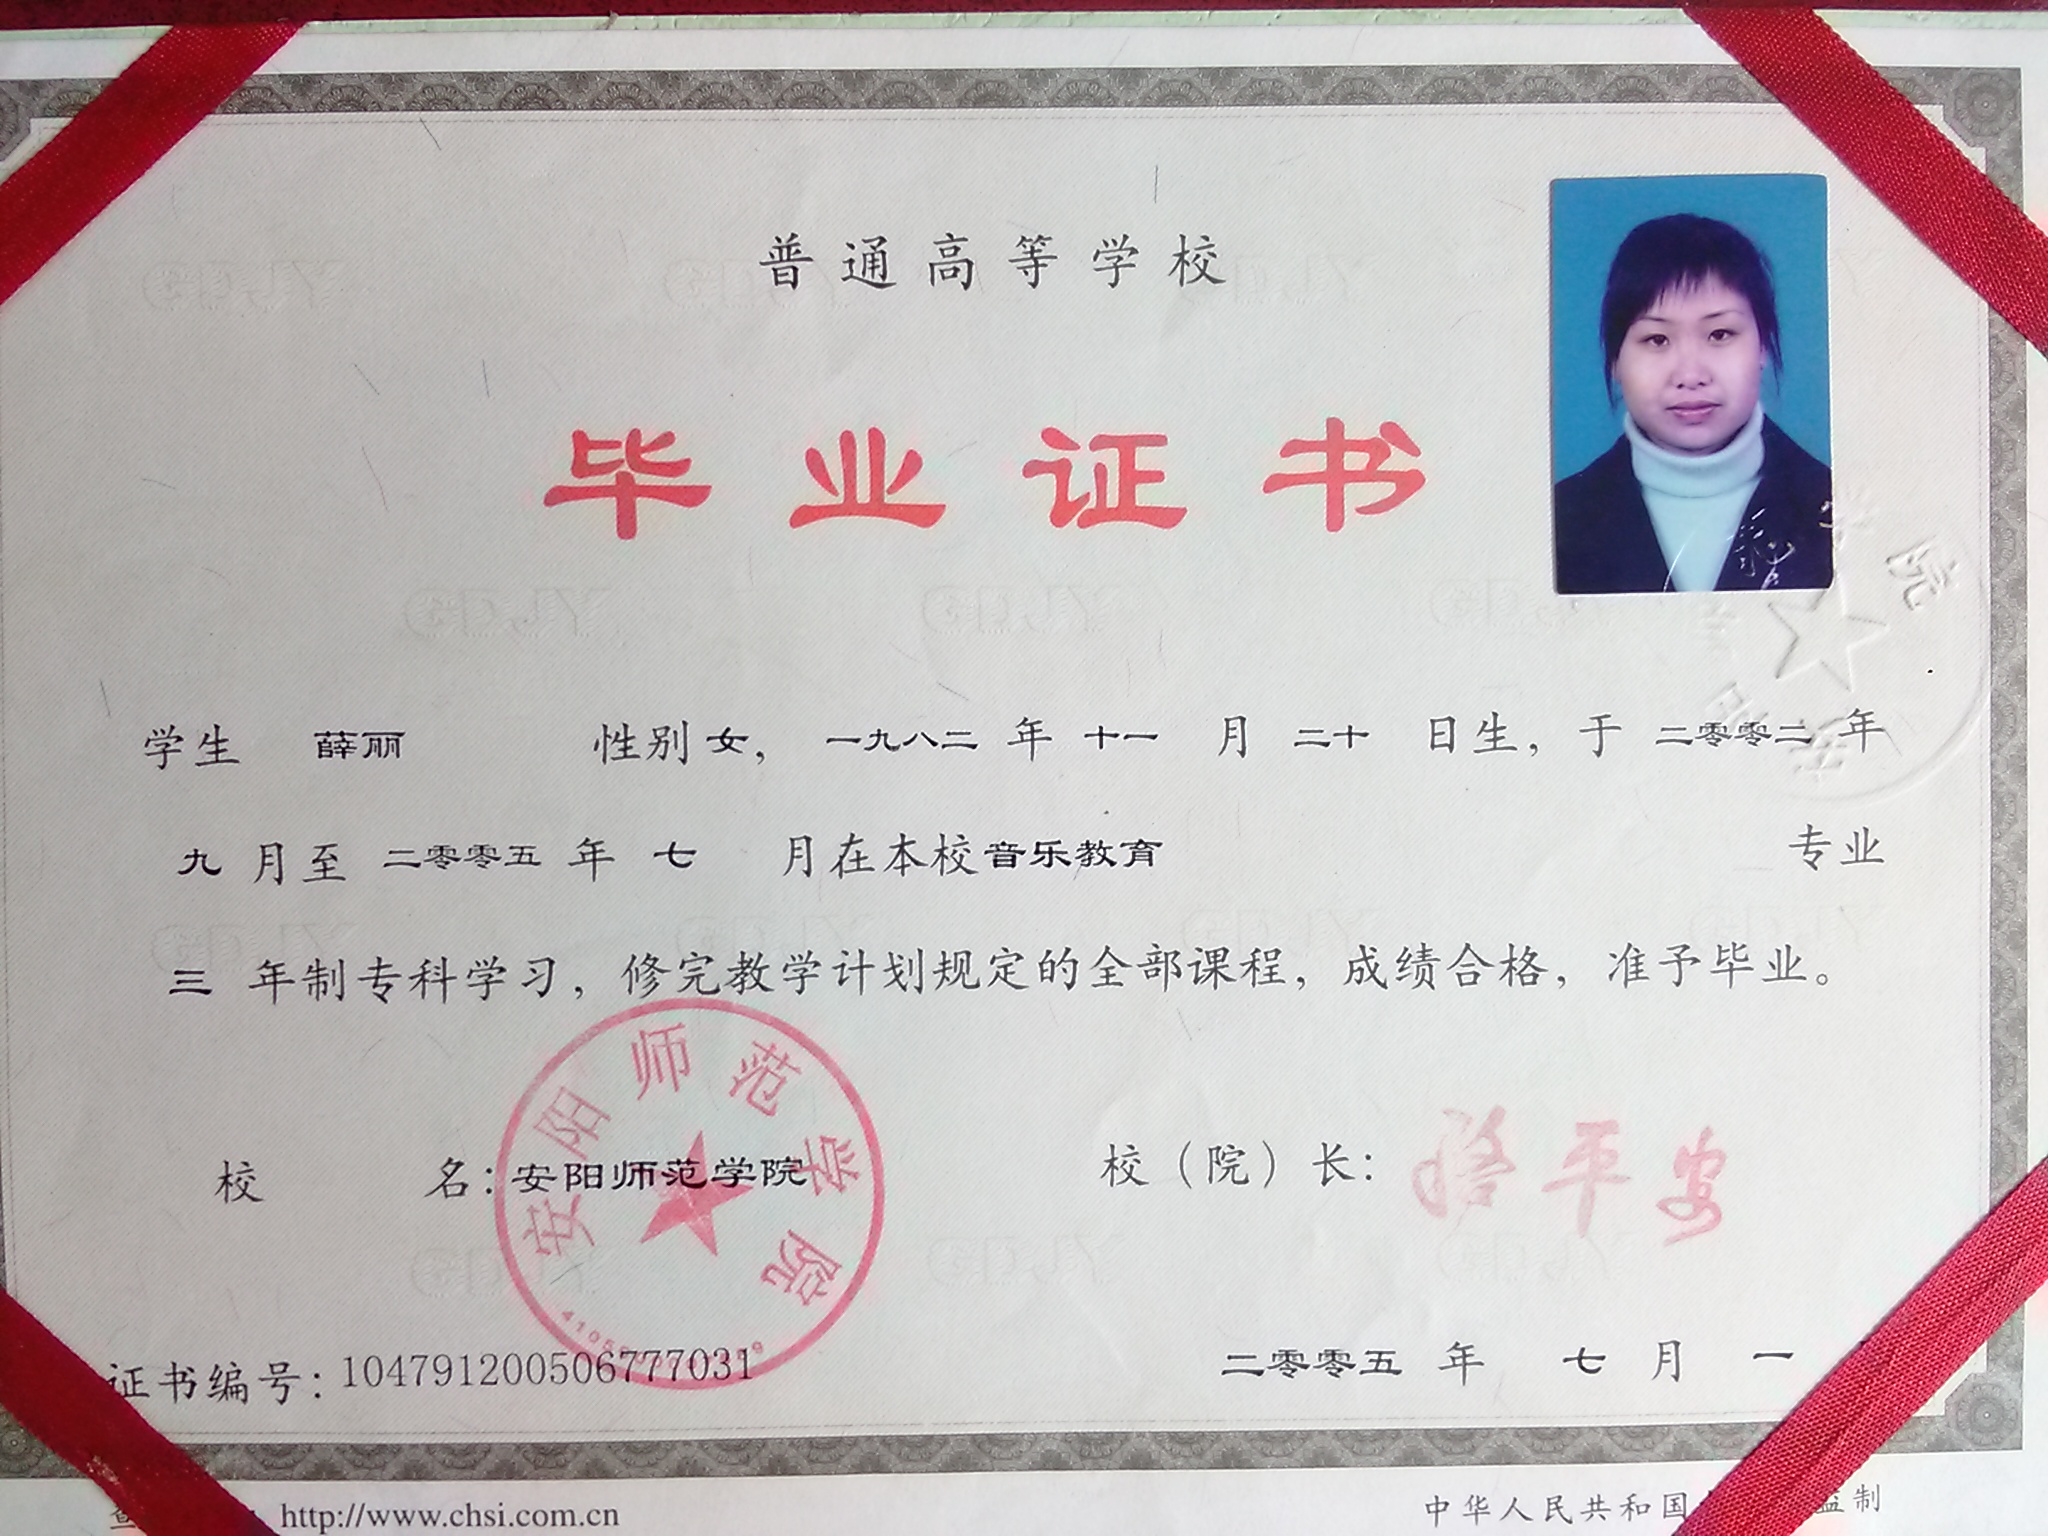 普通高等学校
毕业证书
学生 薛丽 性别 女， 一九八二 年 十一 月 二十 日生，于 二零零二 年
九 月至 二零零五 年 七 月在本校 音乐教育 专业
三 年制专科学习，修完教学计划规定的全部课程，成绩合格，准予毕业。
安阳师范学院
校 名：安阳师范学院
校（院）长：
平安
证书编号：104791200506777031
二零零五 年 七 月 一
http://www.chsi.com.cn
中华人民共和国 监制
学院